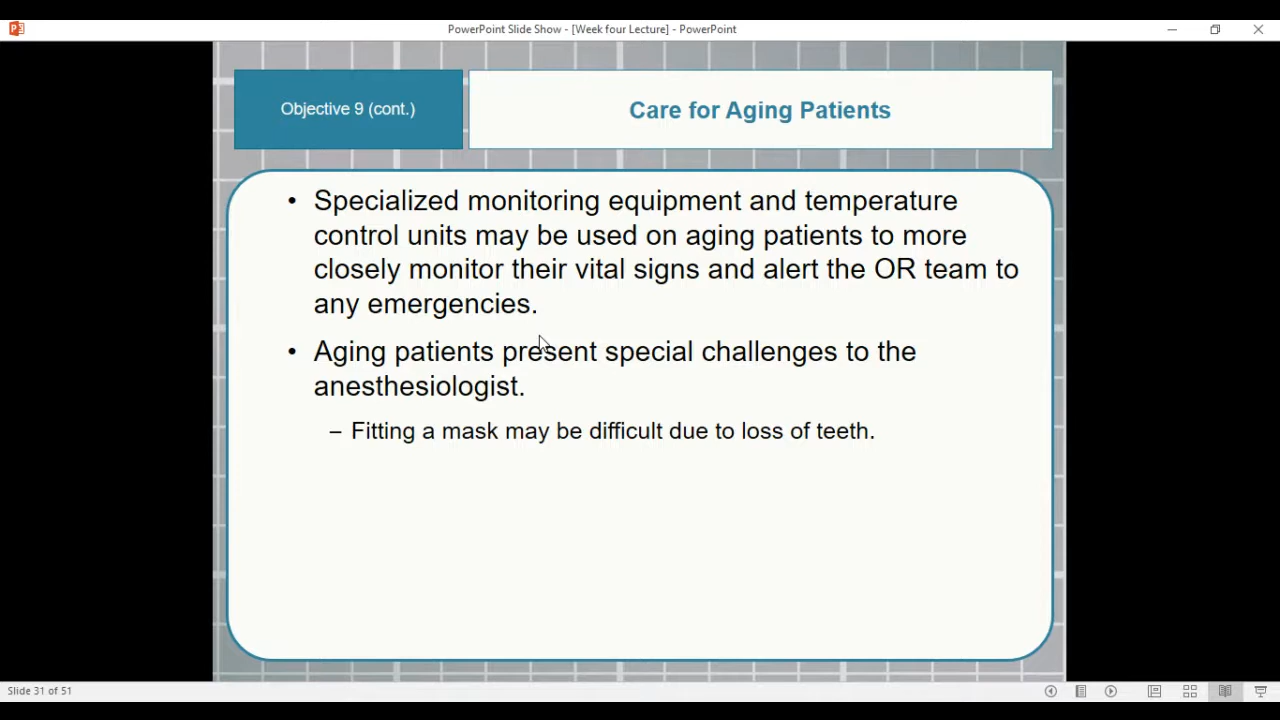 PowerPoint Slide Show - [Week four Lecture] - PowerPoint
Objective 9 (cont.)
Care for Aging Patients
• Specialized monitoring equipment and temperature
control units may be used on aging patients to more
closely monitor their vital signs and alert the OR team to
any emergencies.
• Aging patients present special challenges to the
anesthesiologist.
– Fitting a mask may be difficult due to loss of teeth.
Slide 31 of 51